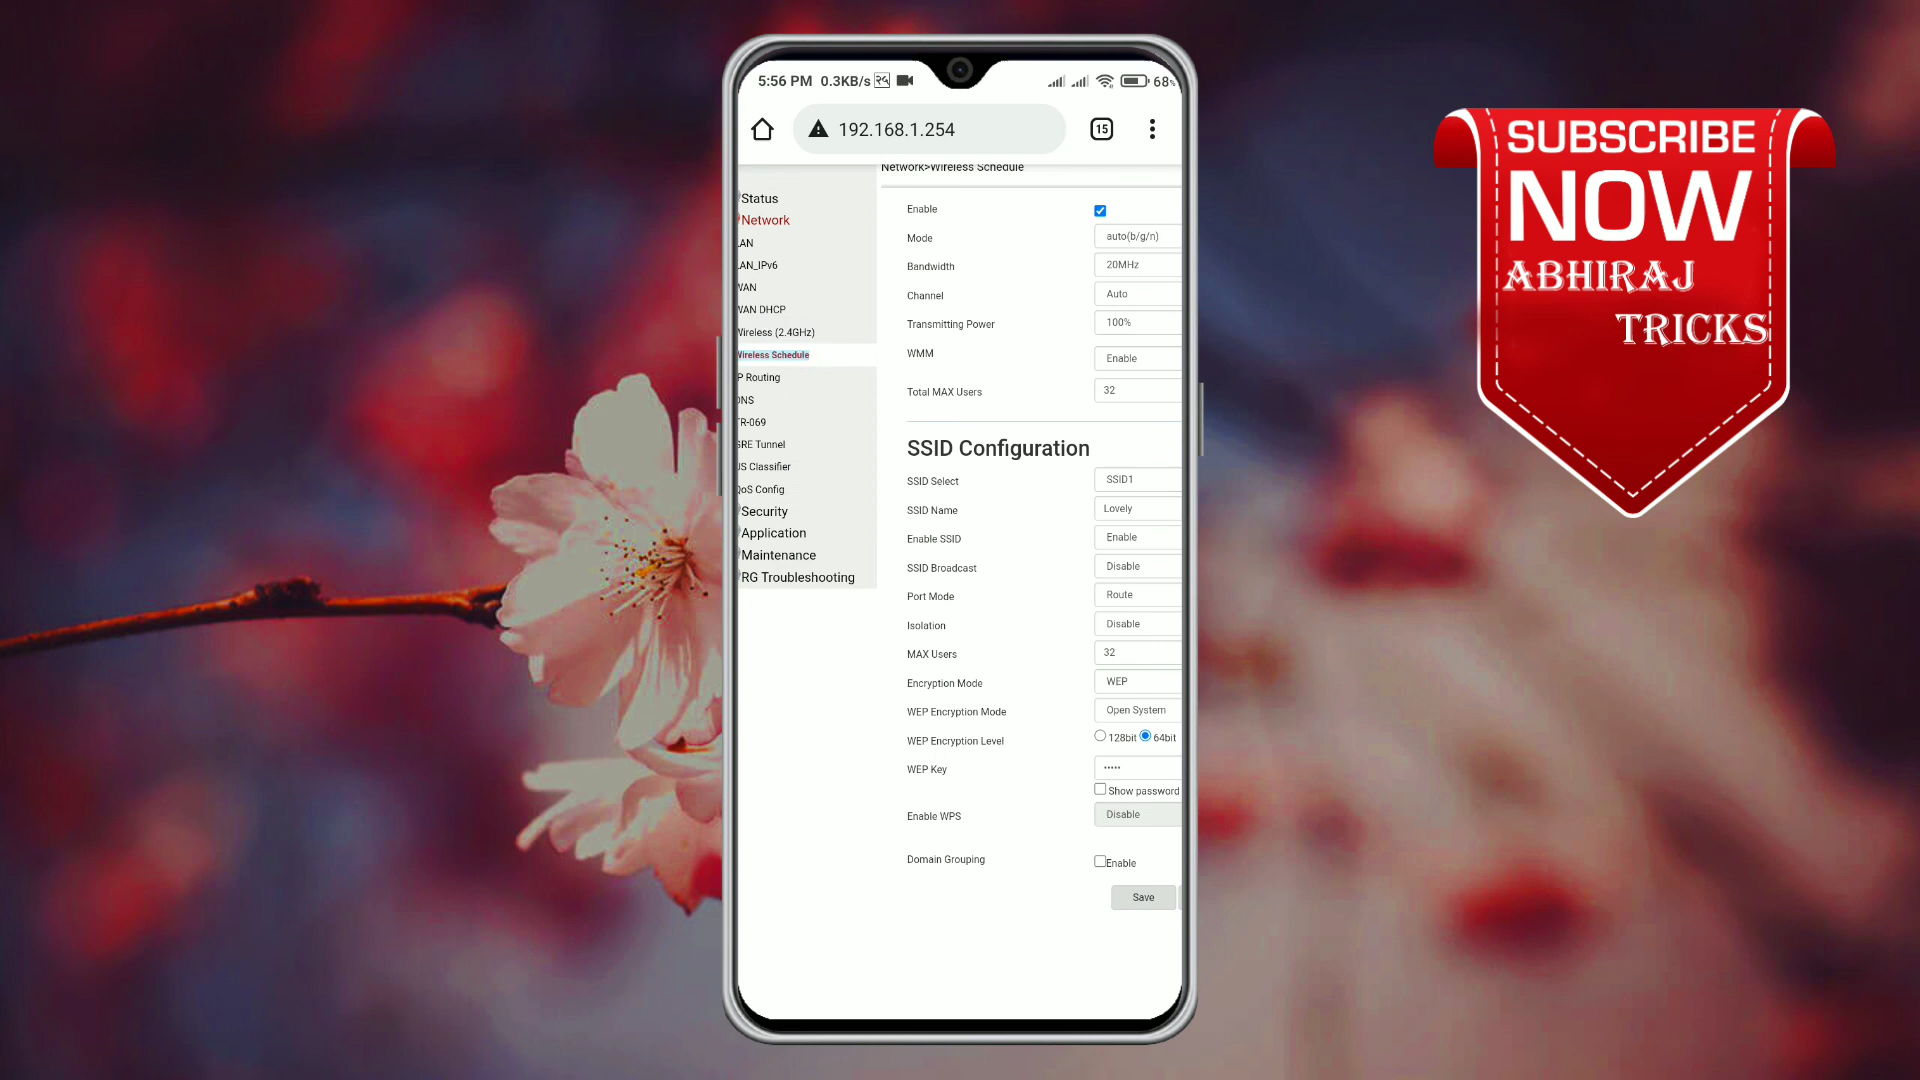 5:56 PM 0.3KB/s 68%
192.168.1.254 15
Network>Wireless Schedule
Status
Network
LAN
LAN_IPv6
WAN
WAN DHCP
Wireless (2.4GHz)
Wireless Schedule
IP Routing
DNS
TR-069
GRE Tunnel
US Classifier
QoS Config
Security
Application
Maintenance
RG Troubleshooting
Enable
Mode auto(b/g/n)
Bandwidth 20MHz
Channel Auto
Transmitting Power 100%
WMM Enable
Total MAX Users 32
SSID Configuration
SSID Select SSID1
SSID Name Lovely
Enable SSID Enable
SSID Broadcast Disable
Port Mode Route
Isolation Disable
MAX Users 32
Encryption Mode WEP
WEP Encryption Mode Open System
WEP Encryption Level 128bit 64bit
WEP Key •••••
Show password
Enable WPS Disable
Domain Grouping Enable
Save
SUBSCRIBE
NOW
ABHIRAJ
TRICKS